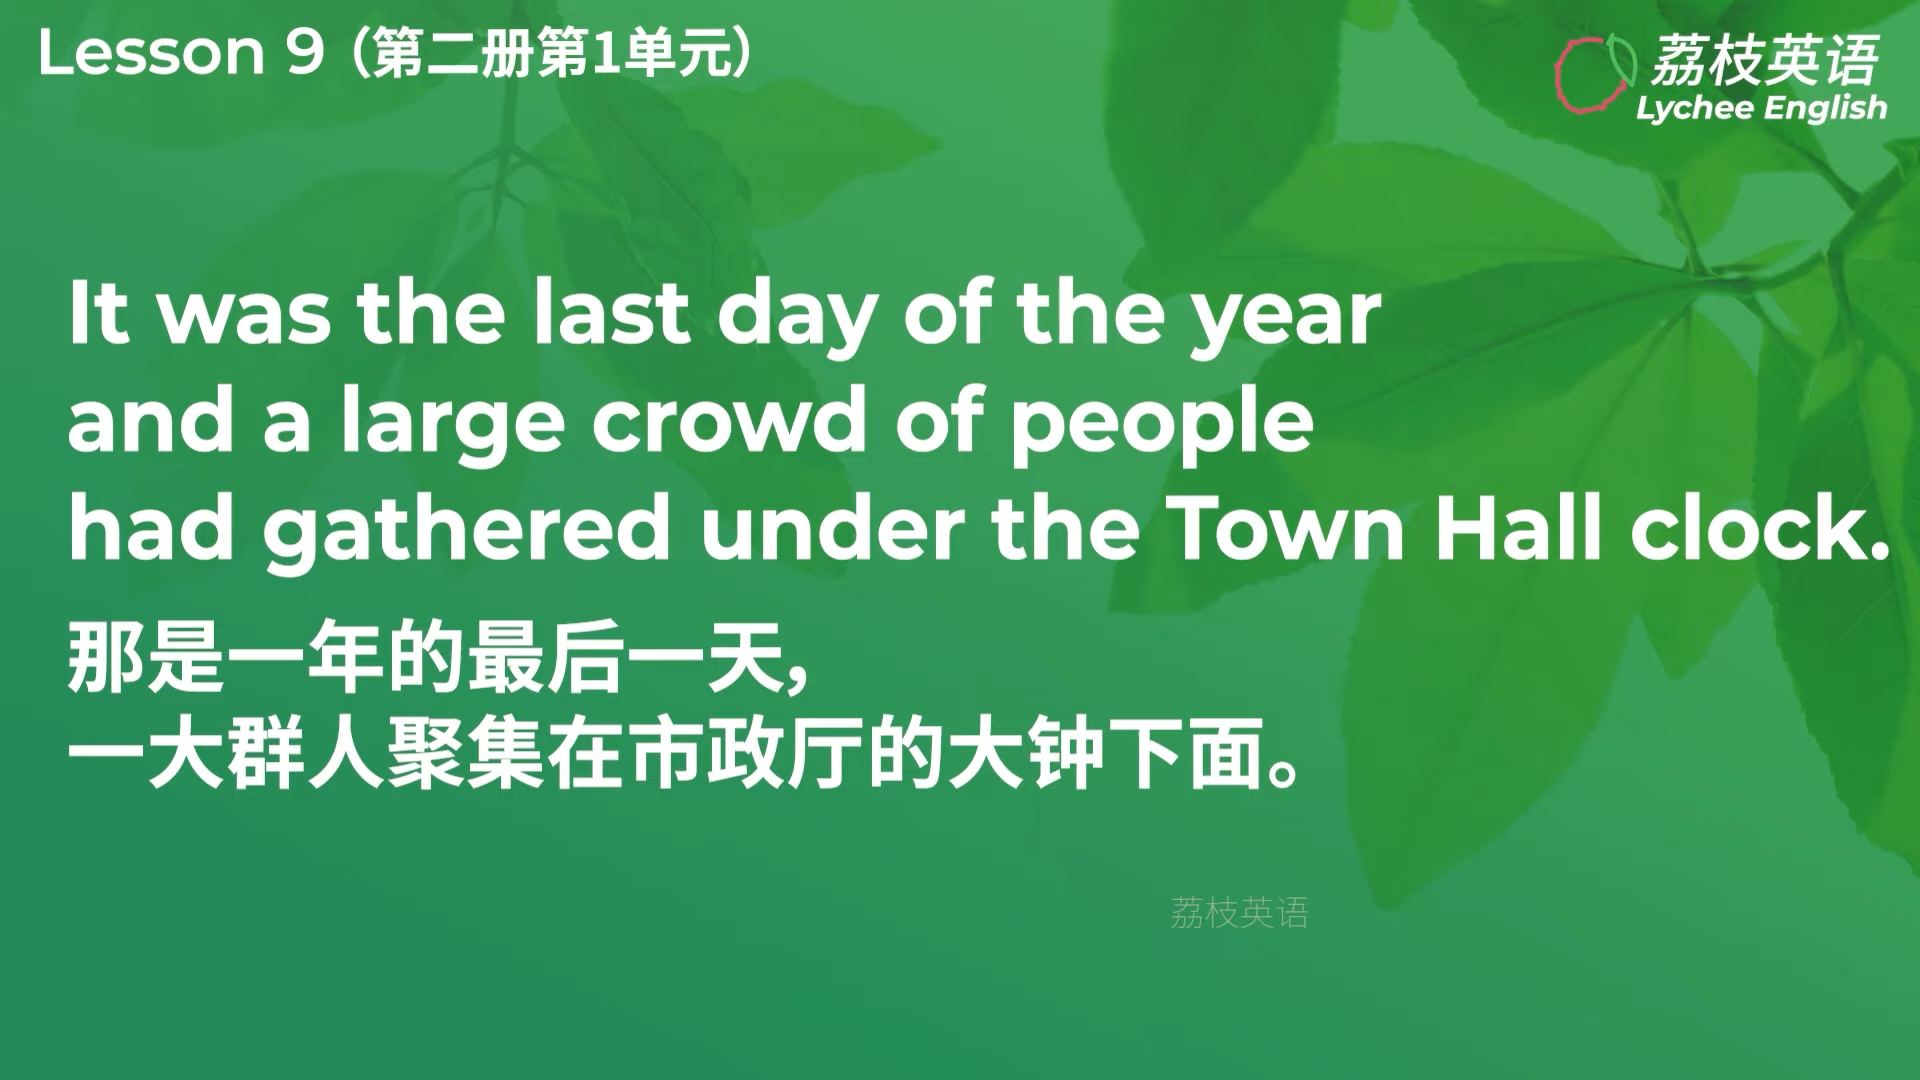 Lesson 9（第二册第1单元）
荔枝英语
Lychee English
It was the last day of the year
and a large crowd of people
had gathered under the Town Hall clock.
那是一年的最后一天,
一大群人聚集在市政厅的大钟下面。
荔枝英语